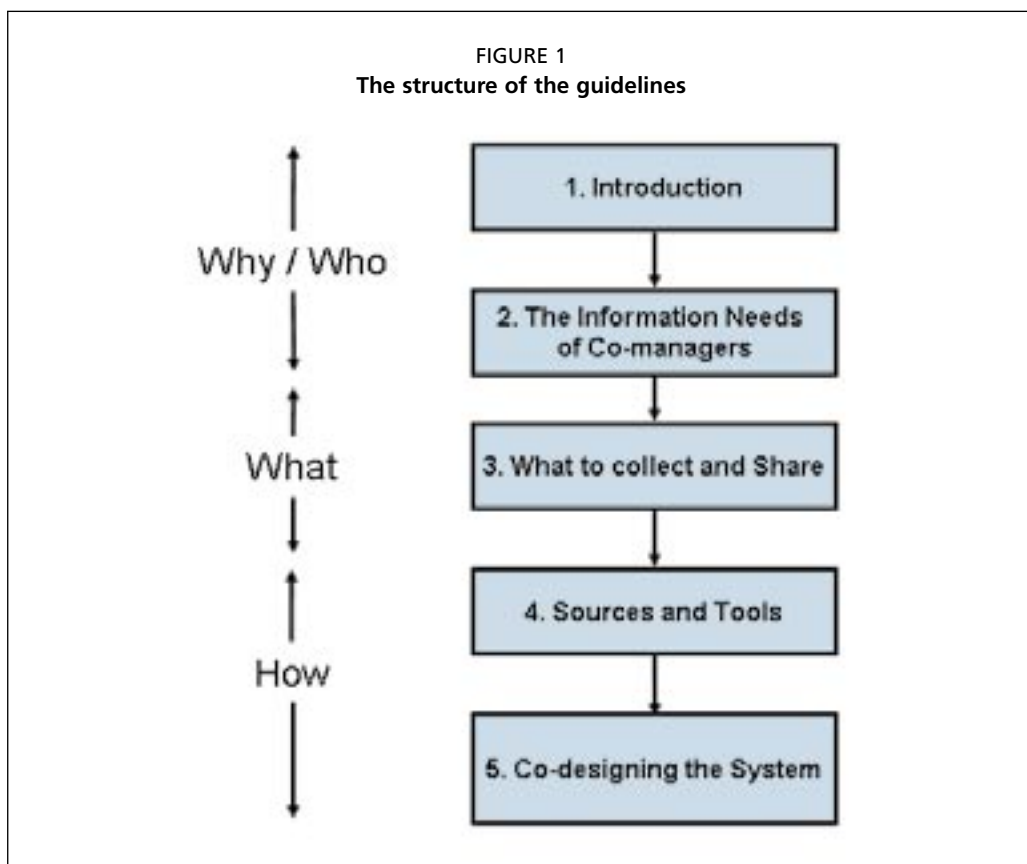 FIGURE 1
The structure of the guidelines
Why / Who
1. Introduction
2. The Information Needs
of Co-managers
What
3. What to collect and Share
How
4. Sources and Tools
5. Co-designing the System